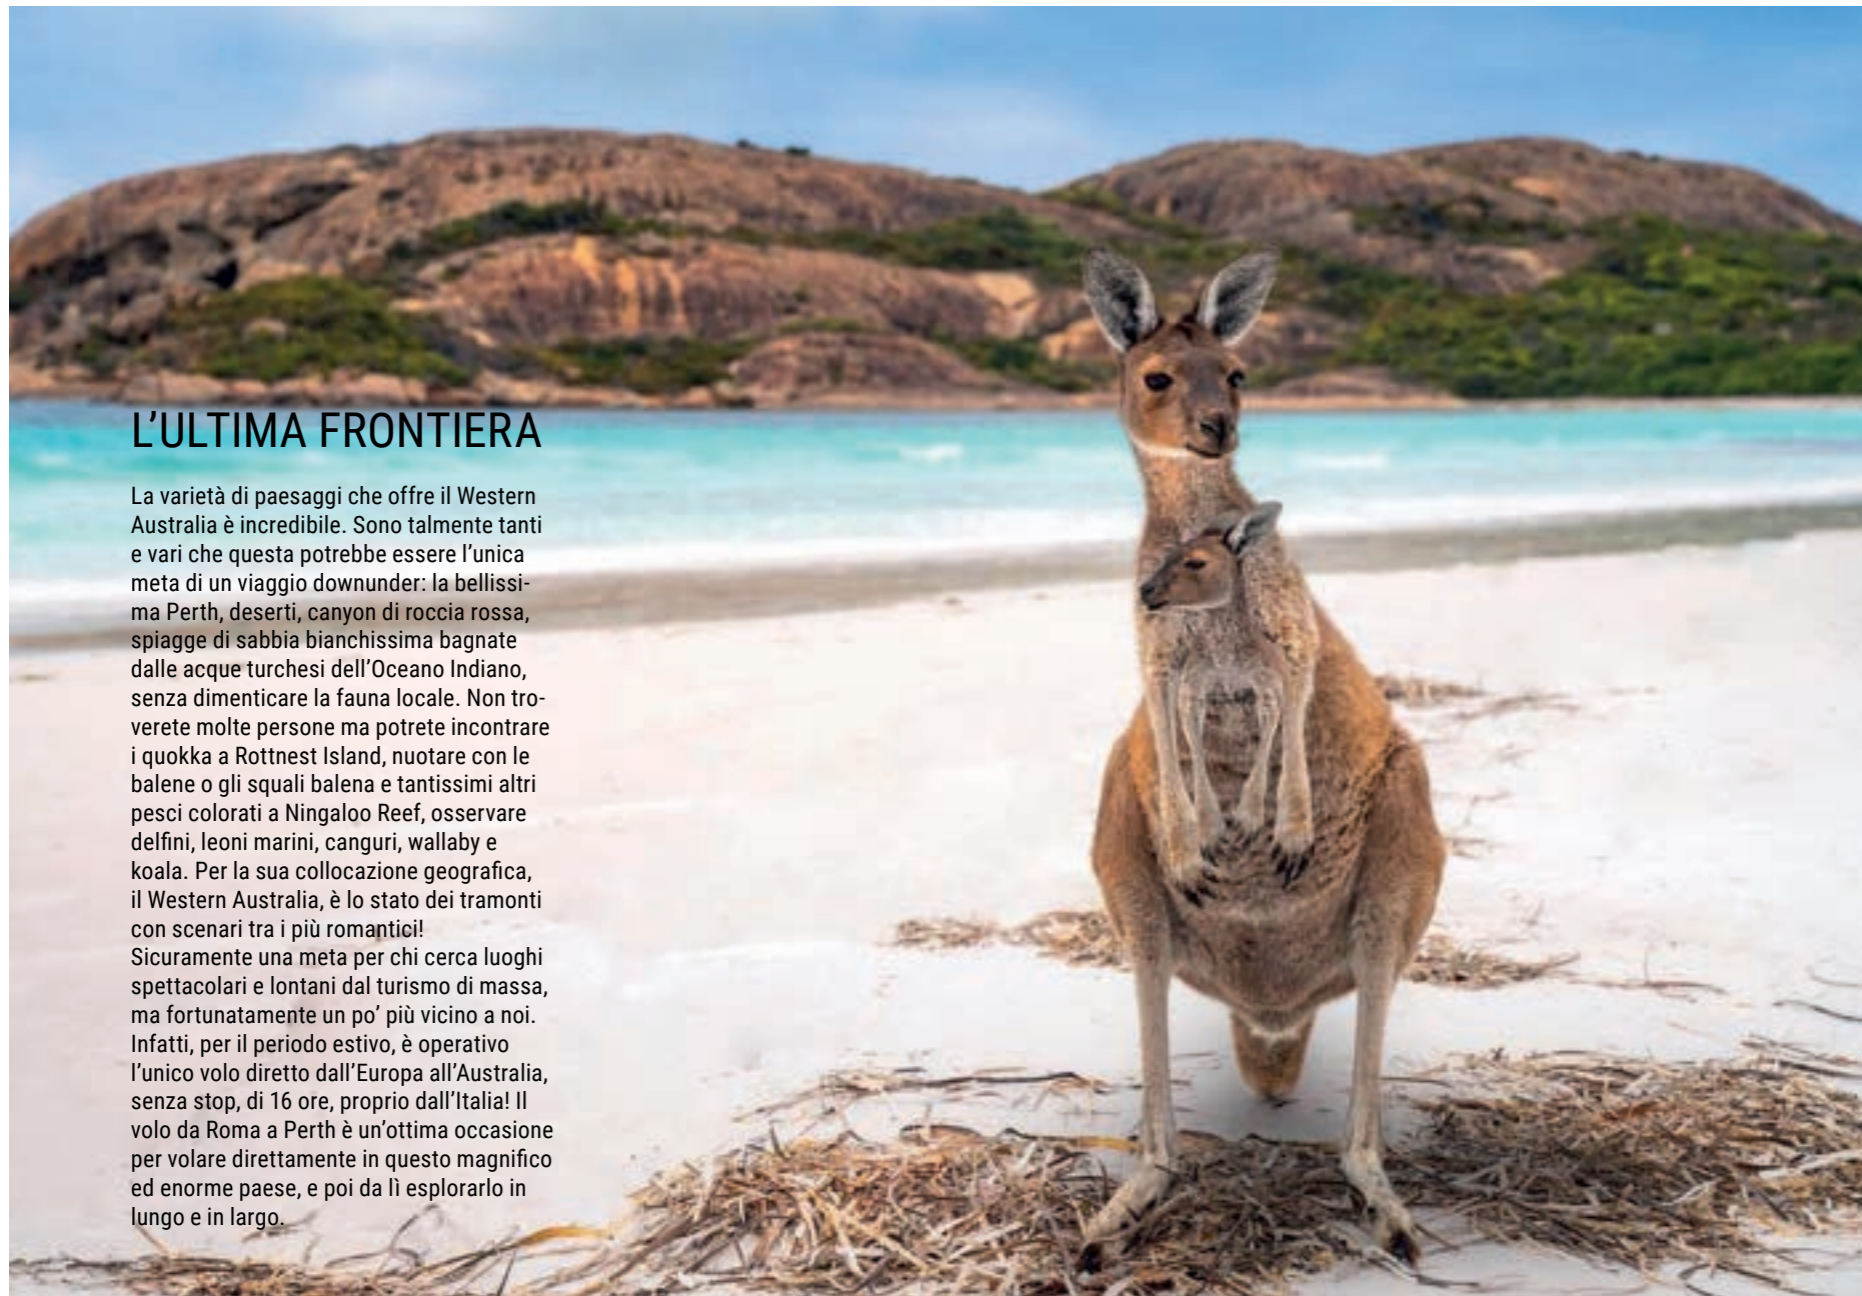 L’ULTIMA FRONTIERA
La varietà di paesaggi che offre il Western
Australia è incredibile. Sono talmente tanti
e vari che questa potrebbe essere l’unica
meta di un viaggio downunder: la bellissi-
ma Perth, deserti, canyon di roccia rossa,
spiagge di sabbia bianchissima bagnate
dalle acque turchesi dell’Oceano Indiano,
senza dimenticare la fauna locale. Non tro-
verete molte persone ma potrete incontrare
i quokka a Rottnest Island, nuotare con le
balene o gli squali balena e tantissimi altri
pesci colorati a Ningaloo Reef, osservare
delfini, leoni marini, canguri, wallaby e
koala. Per la sua collocazione geografica,
il Western Australia, è lo stato dei tramonti
con scenari tra i più romantici!
Sicuramente una meta per chi cerca luoghi
spettacolari e lontani dal turismo di massa,
ma fortunatamente un po’ più vicino a noi.
Infatti, per il periodo estivo, è operativo
l’unico volo diretto dall’Europa all’Australia,
senza stop, di 16 ore, proprio dall’Italia! Il
volo da Roma a Perth è un’ottima occasione
per volare direttamente in questo magnifico
ed enorme paese, e poi da lì esplorarlo in
lungo e in largo.